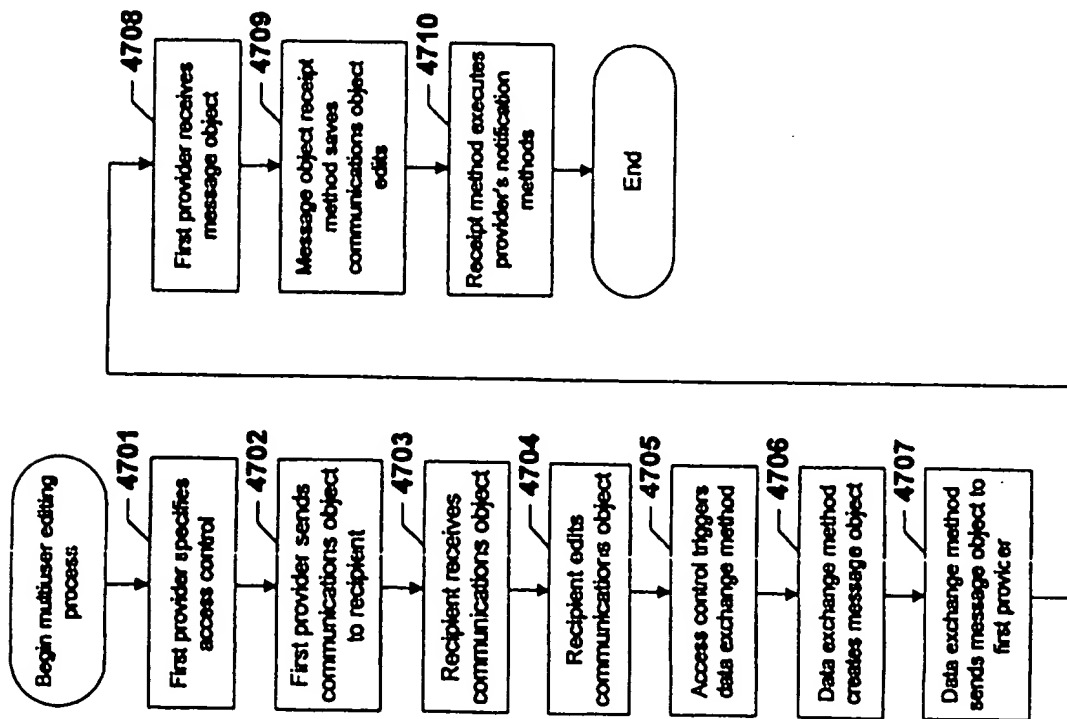 Begin multiuser editing
process
4701
First provider specifies
access control
4702
First provider sends
communications object
to recipient
4703
Recipient receives
communications object
4704
Recipient edits
communications object
4705
Access control triggers
data exchange method
4706
Data exchange method
creates message object
4707
Data exchange method
sends message object to
first provider
4708
First provider receives
message object
4709
Message object receipt
method saves
communications object
edits
4710
Receipt method executes
provider's notification
methods
End